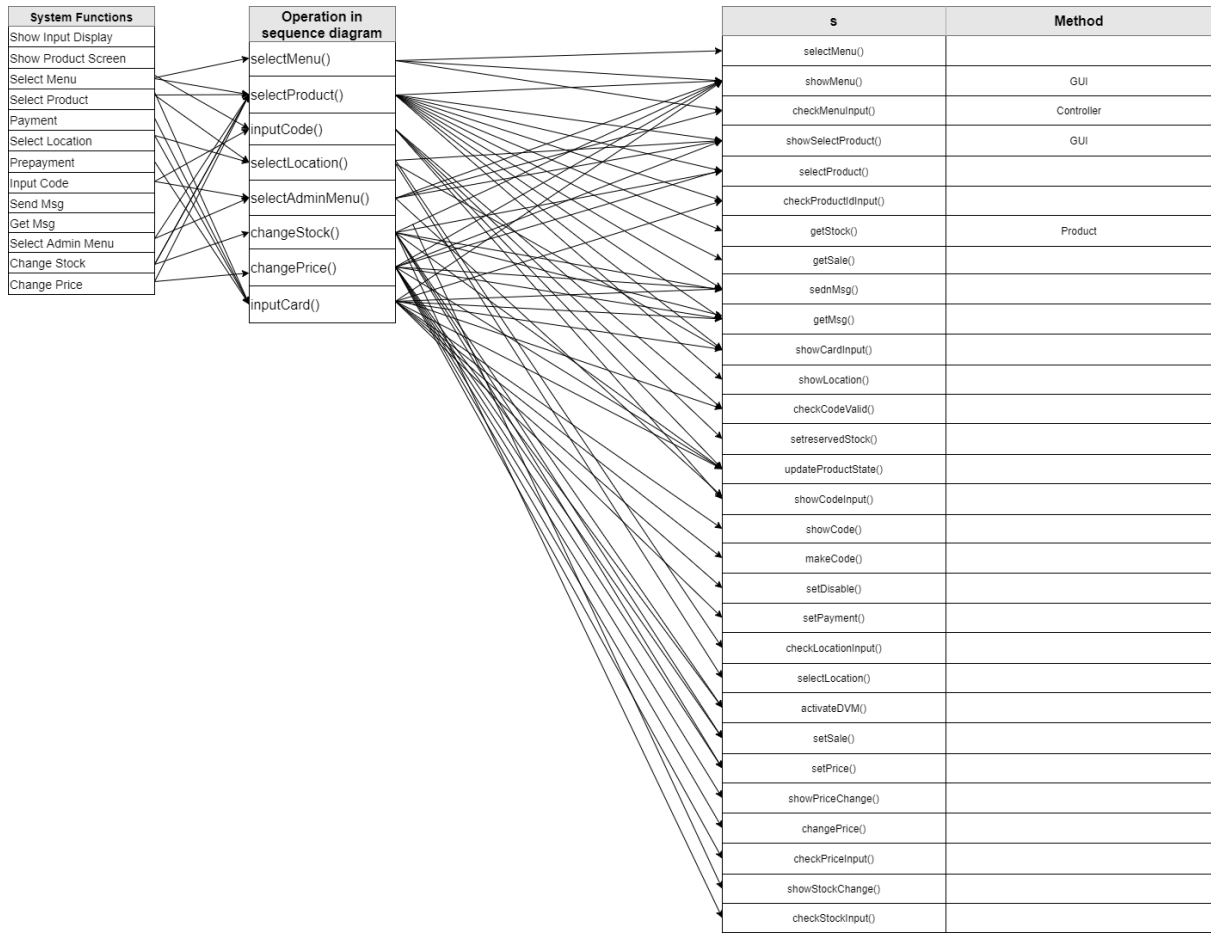 System Functions
Show Input Display
Show Product Screen
Select Menu
Select Product
Payment
Select Location
Prepayment
Input Code
Send Msg
Get Msg
Select Admin Menu
Change Stock
Change Price
Operation in
sequence diagram
selectMenu()
selectProduct()
inputCode()
selectLocation()
selectAdminMenu()
changeStock()
changePrice()
inputCard()
s Method
selectMenu()
showMenu() GUI
checkMenuInput() Controller
showSelectProduct() GUI
selectProduct()
checkProductIdInput()
getStock() Product
getSale()
sednMsg()
getMsg()
showCardInput()
showLocation()
checkCodeValid()
setreservedStock()
updateProductState()
showCodeInput()
showCode()
makeCode()
setDisable()
setPayment()
checkLocationInput()
selectLocation()
activateDVM()
setSale()
setPrice()
showPriceChange()
changePrice()
checkPriceInput()
showStockChange()
checkStockInput()